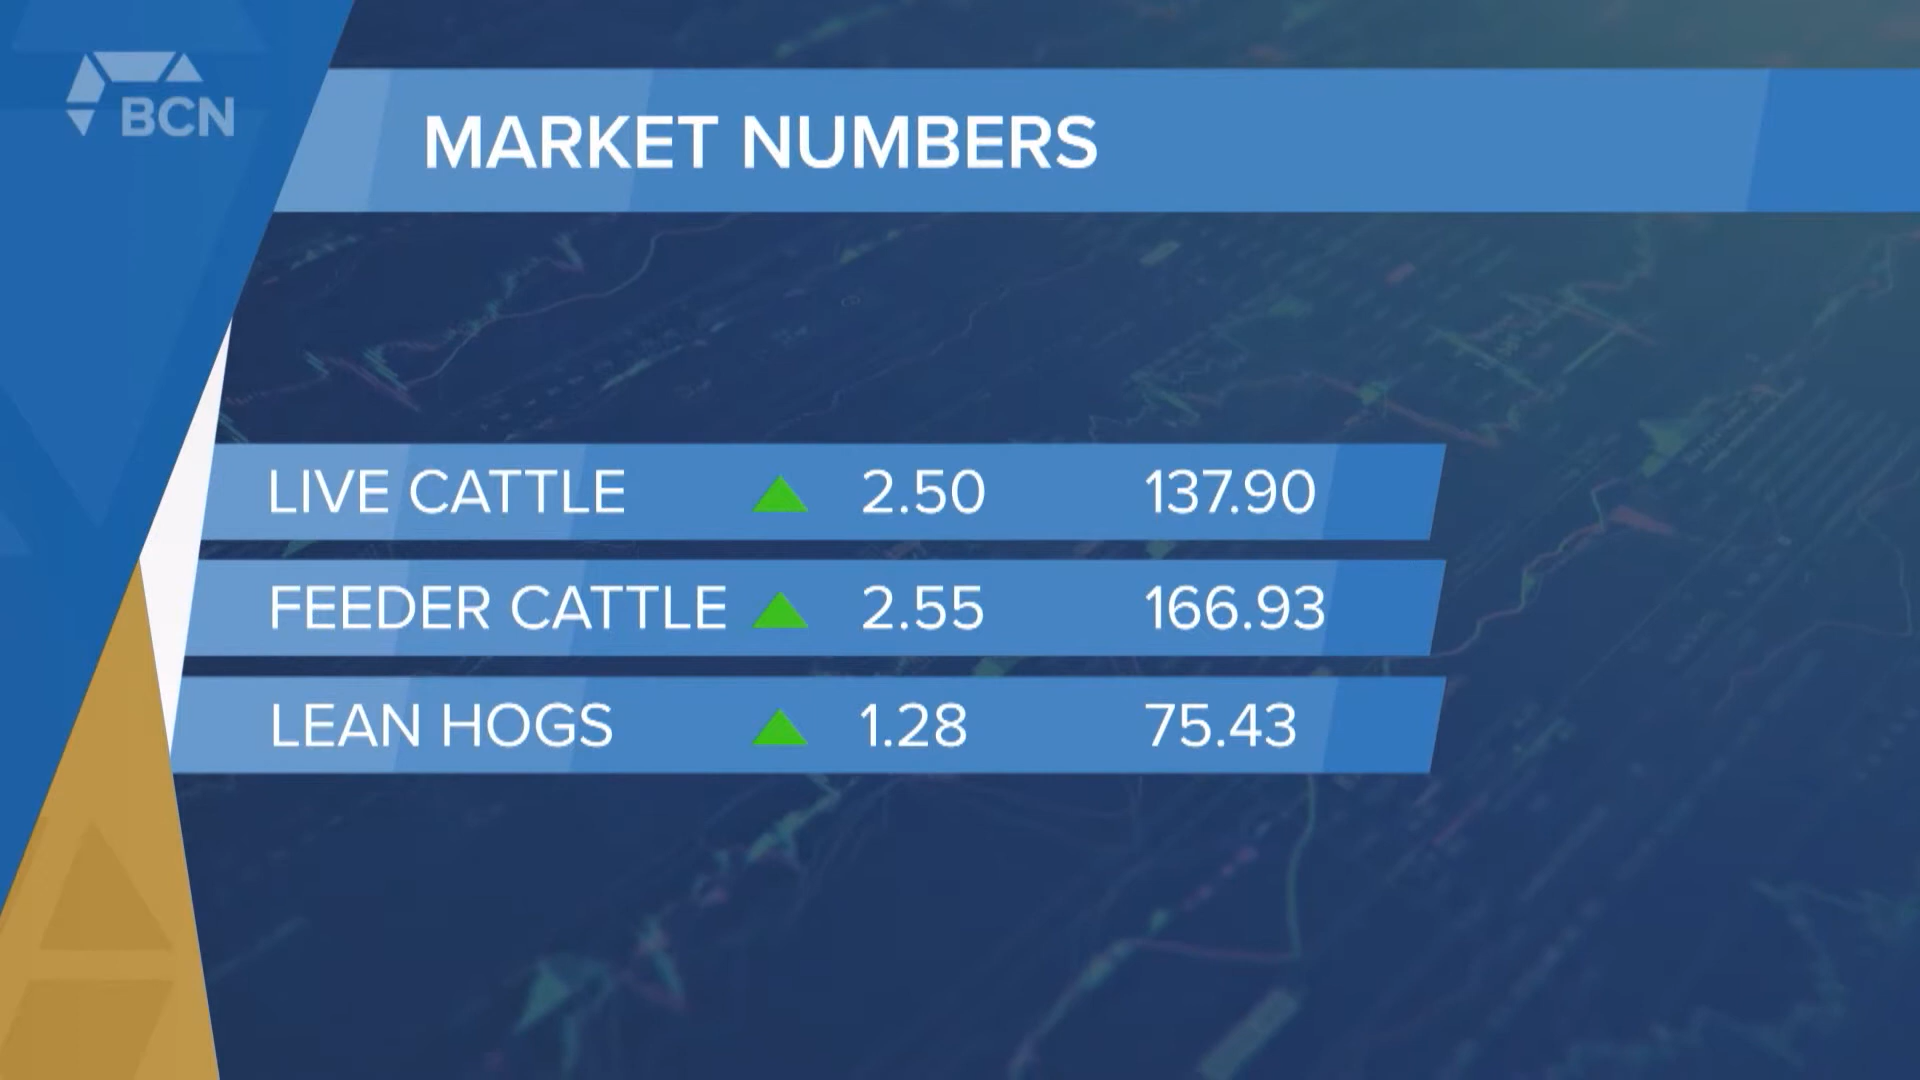 BCN
MARKET NUMBERS
LIVE CATTLE 2.50 137.90
FEEDER CATTLE 2.55 166.93
LEAN HOGS 1.28 75.43